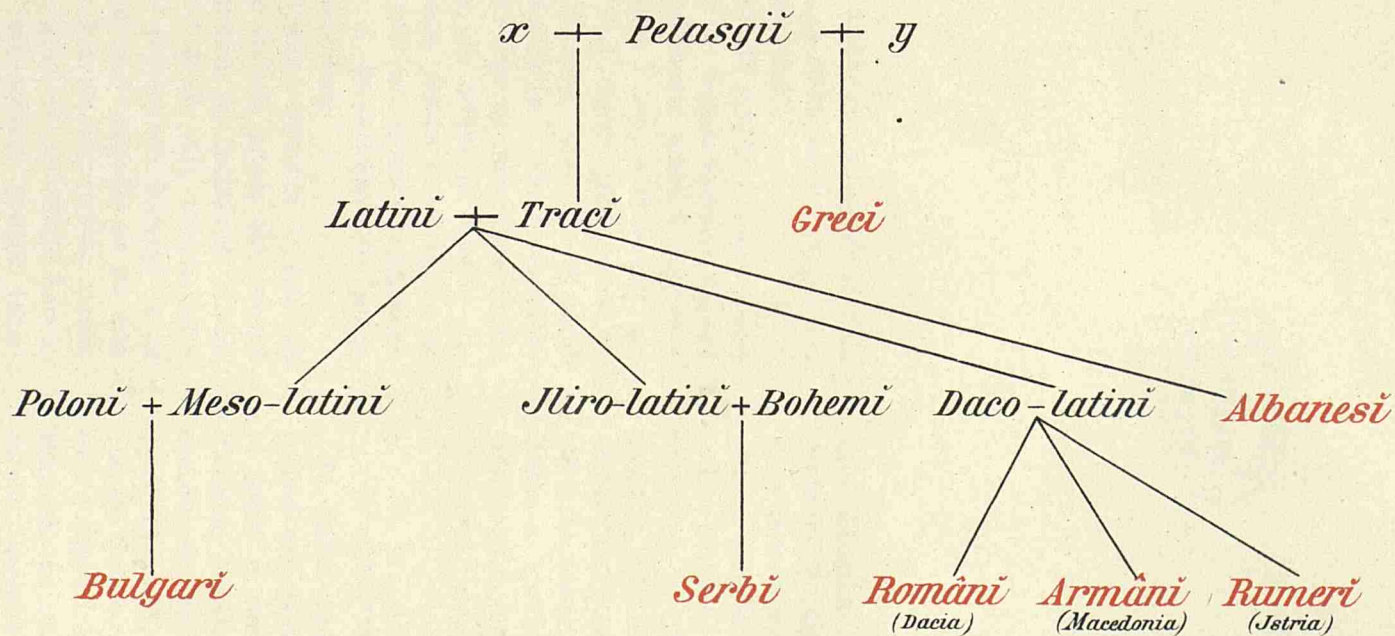 x + Pelasgiĭ + y
Latinĭ + Tracĭ Grecĭ
Polonĭ + Meso-latinĭ Jliro-latinĭ + Bohemĭ Daco-latinĭ Albanesĭ
Bulgarĭ Serbĭ Românĭ Armânĭ Rumerĭ
(Dacia) (Macedonia) (Jstria)